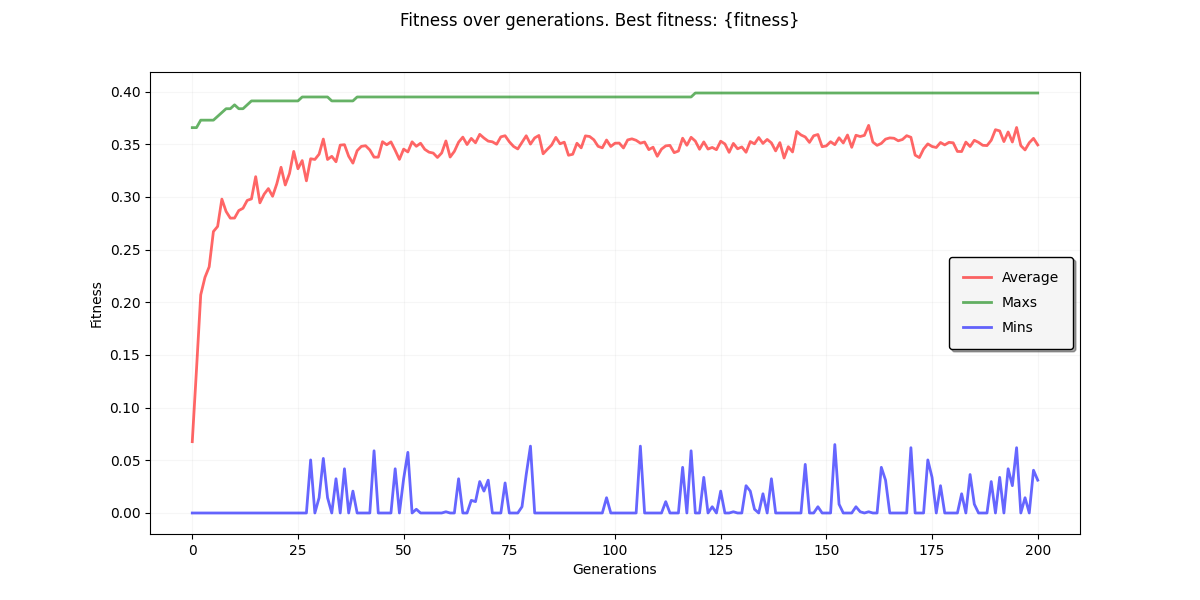 Fitness over generations. Best fitness: {fitness}
0.40
0.35
0.30
0.25
0.20
0.15
0.10
0.05
0.00
Fitness
Average
Maxs
Mins
0 25 50 75 100 125 150 175 200
Generations